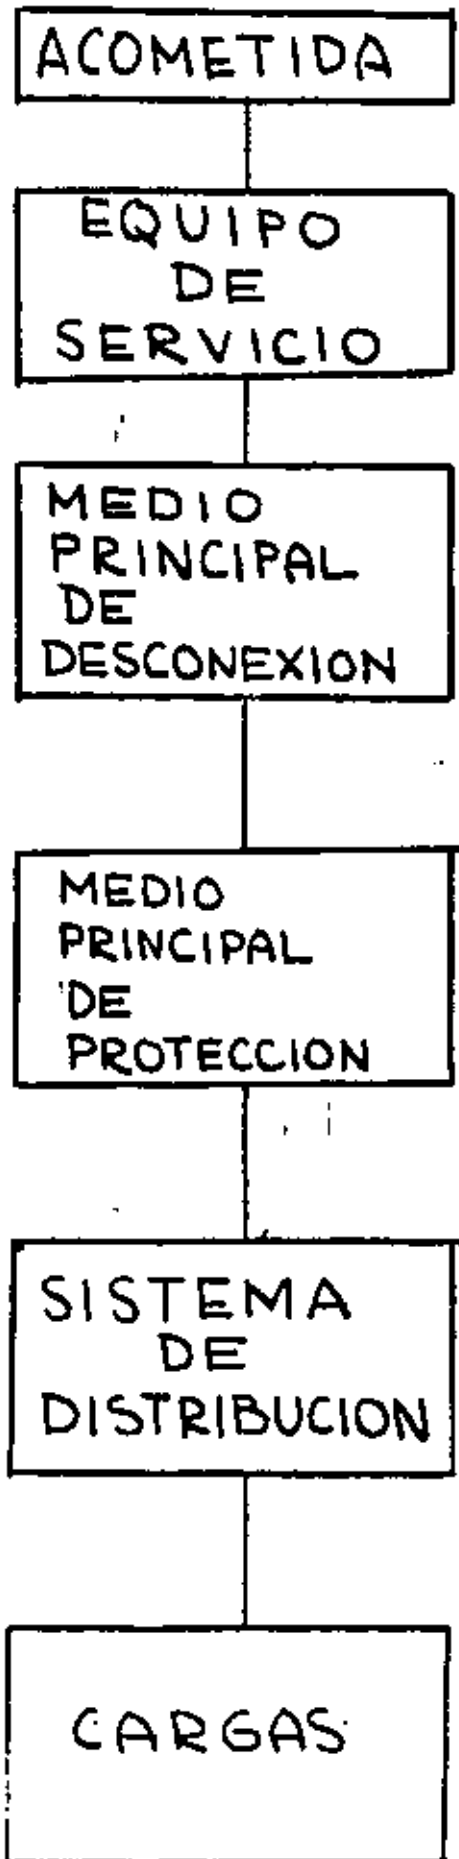 ACOMETIDA
EQUIPO
DE
SERVICIO
MEDIO
PRINCIPAL
DE
DESCONEXION
MEDIO
PRINCIPAL
DE
PROTECCION
SISTEMA
DE
DISTRIBUCION
CARGAS